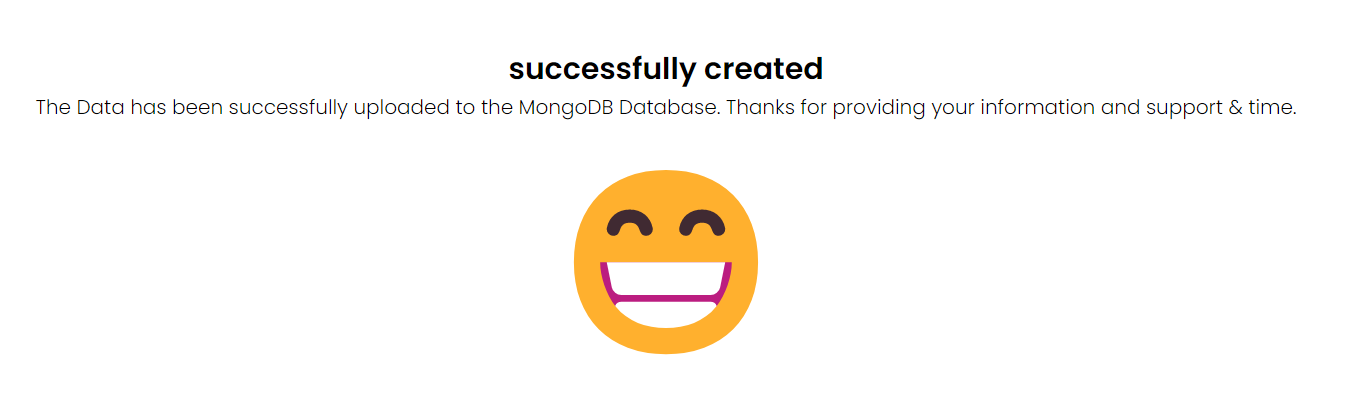 successfully created
The Data has been successfully uploaded to the MongoDB Database. Thanks for providing your information and support & time.